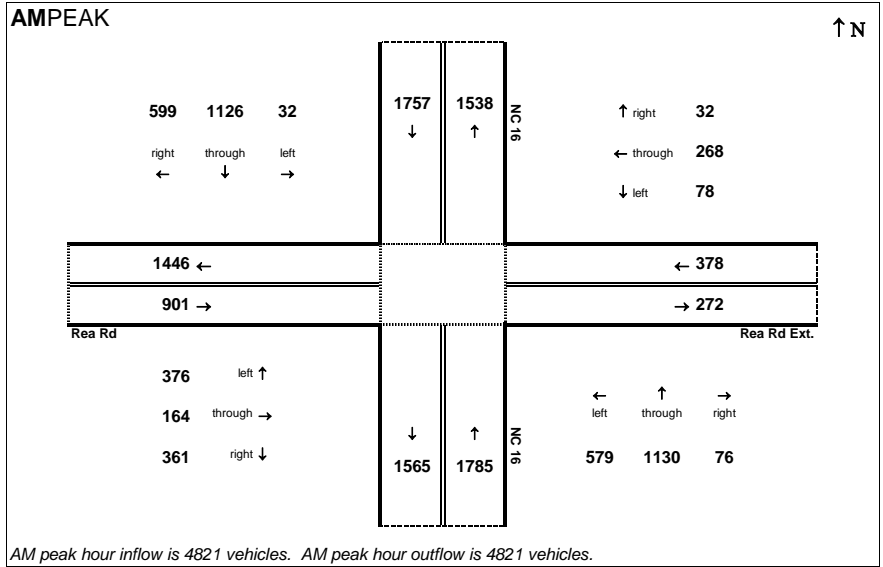 AM PEAK
↑ N
599 1126 32
right through left
← ↓ →
1757 1538
↓ ↑
NC 16
↑ right 32
← through 268
↓ left 78
1446 ←
901 →
← 378
→ 272
Rea Rd
Rea Rd Ext.
376 left ↑
164 through →
361 right ↓
↓ ↑
1565 1785
NC 16
← ↑ →
left through right
579 1130 76
AM peak hour inflow is 4821 vehicles. AM peak hour outflow is 4821 vehicles.